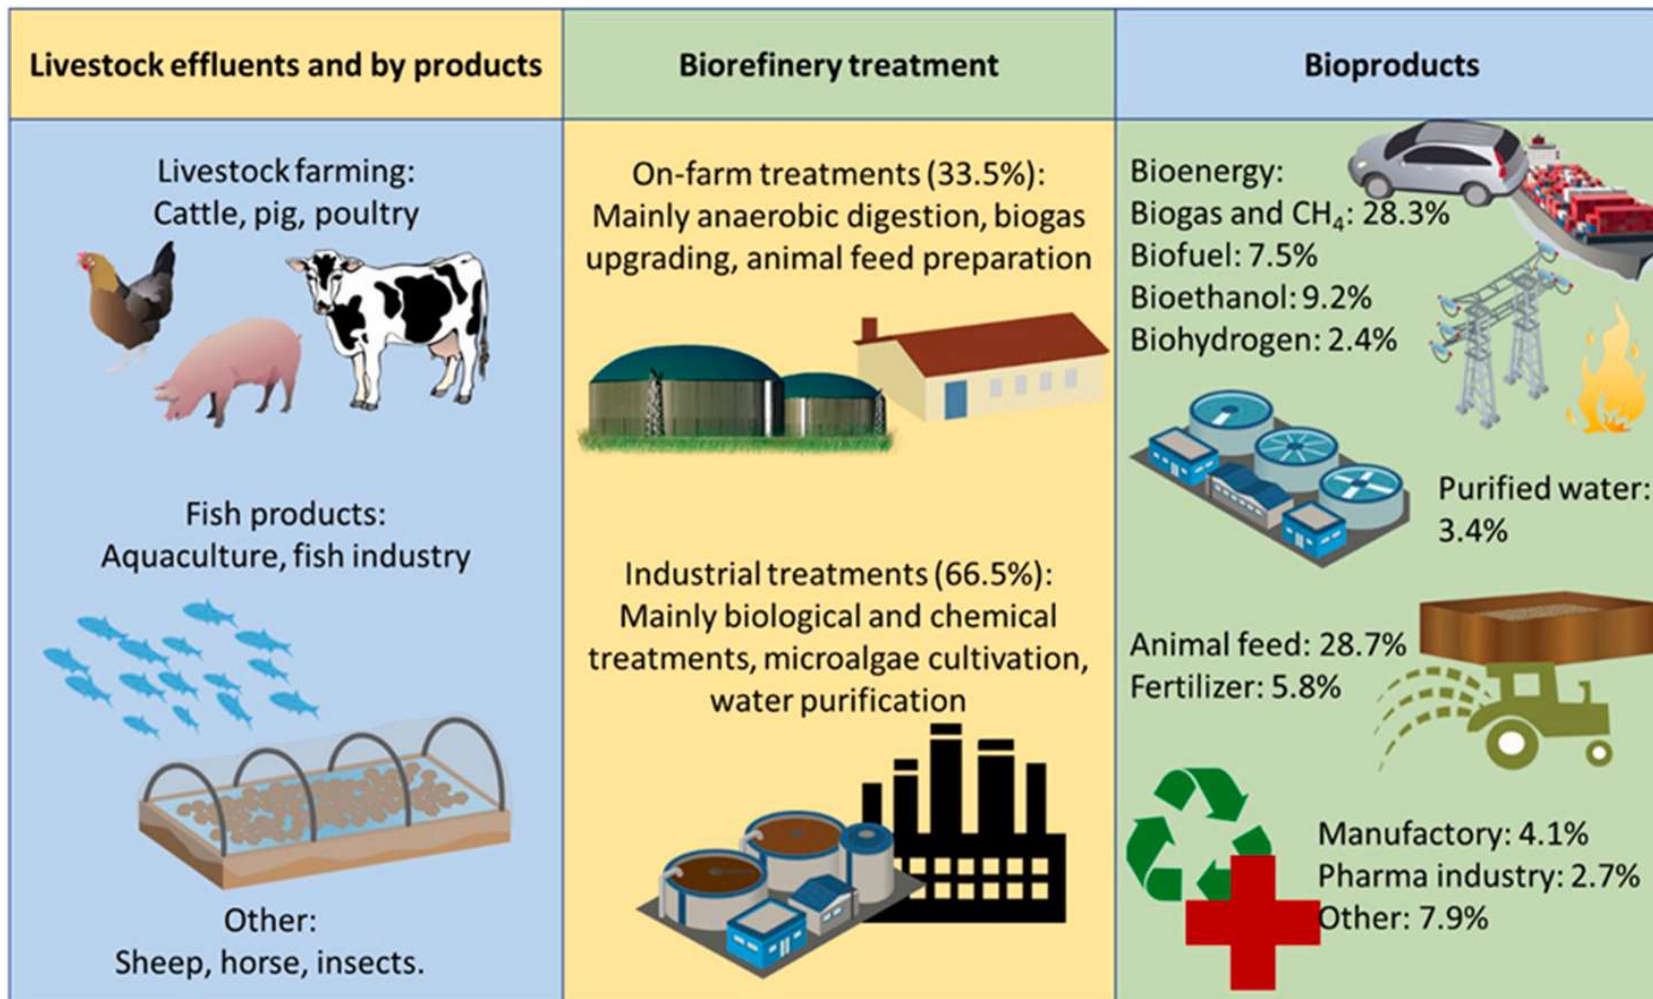 Livestock effluents and by products
Biorefinery treatment
Bioproducts
Livestock farming:
Cattle, pig, poultry
Fish products:
Aquaculture, fish industry
Other:
Sheep, horse, insects.
On-farm treatments (33.5%):
Mainly anaerobic digestion, biogas
upgrading, animal feed preparation
Industrial treatments (66.5%):
Mainly biological and chemical
treatments, microalgae cultivation,
water purification
Bioenergy:
Biogas and CH₄: 28.3%
Biofuel: 7.5%
Bioethanol: 9.2%
Biohydrogen: 2.4%
Purified water:
3.4%
Animal feed: 28.7%
Fertilizer: 5.8%
Manufactory: 4.1%
Pharma industry: 2.7%
Other: 7.9%